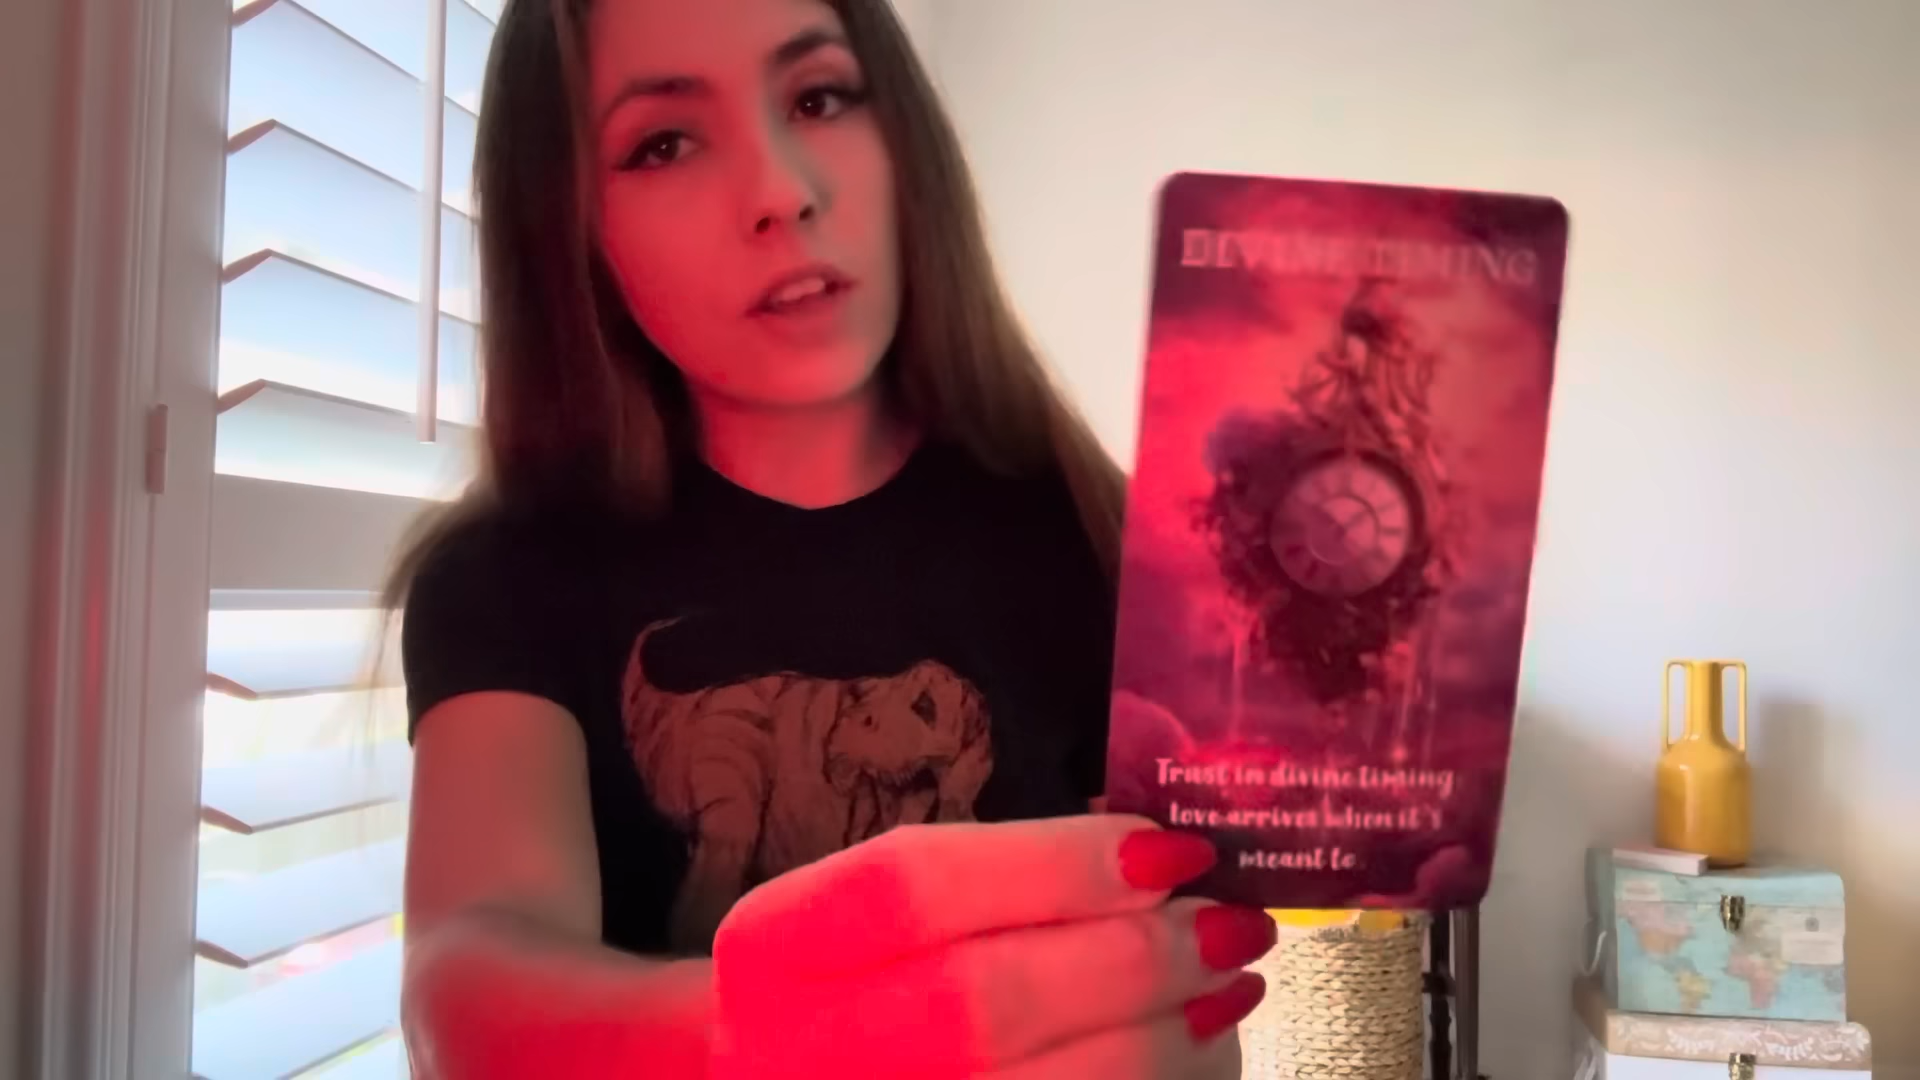 DIVINE TIMING
Trust in divine timing,
love arrives when it's
meant to.